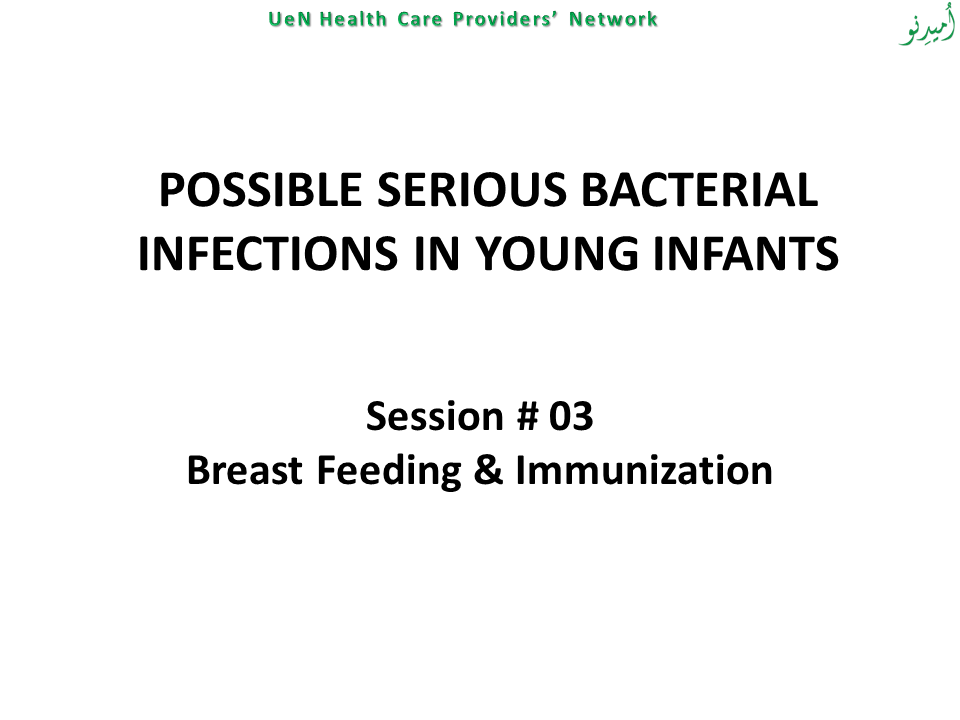 UeN Health Care Providers’ Network
اُمیدِنو
POSSIBLE SERIOUS BACTERIAL
INFECTIONS IN YOUNG INFANTS
Session # 03
Breast Feeding & Immunization